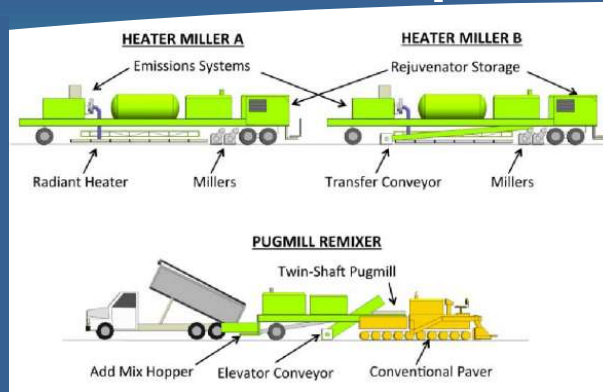 HEATER MILLER A
HEATER MILLER B
Emissions Systems
Rejuvenator Storage
Radiant Heater
Millers
Transfer Conveyor
Millers
PUGMILL REMIXER
Twin-Shaft Pugmill
Add Mix Hopper
Elevator Conveyor
Conventional Paver